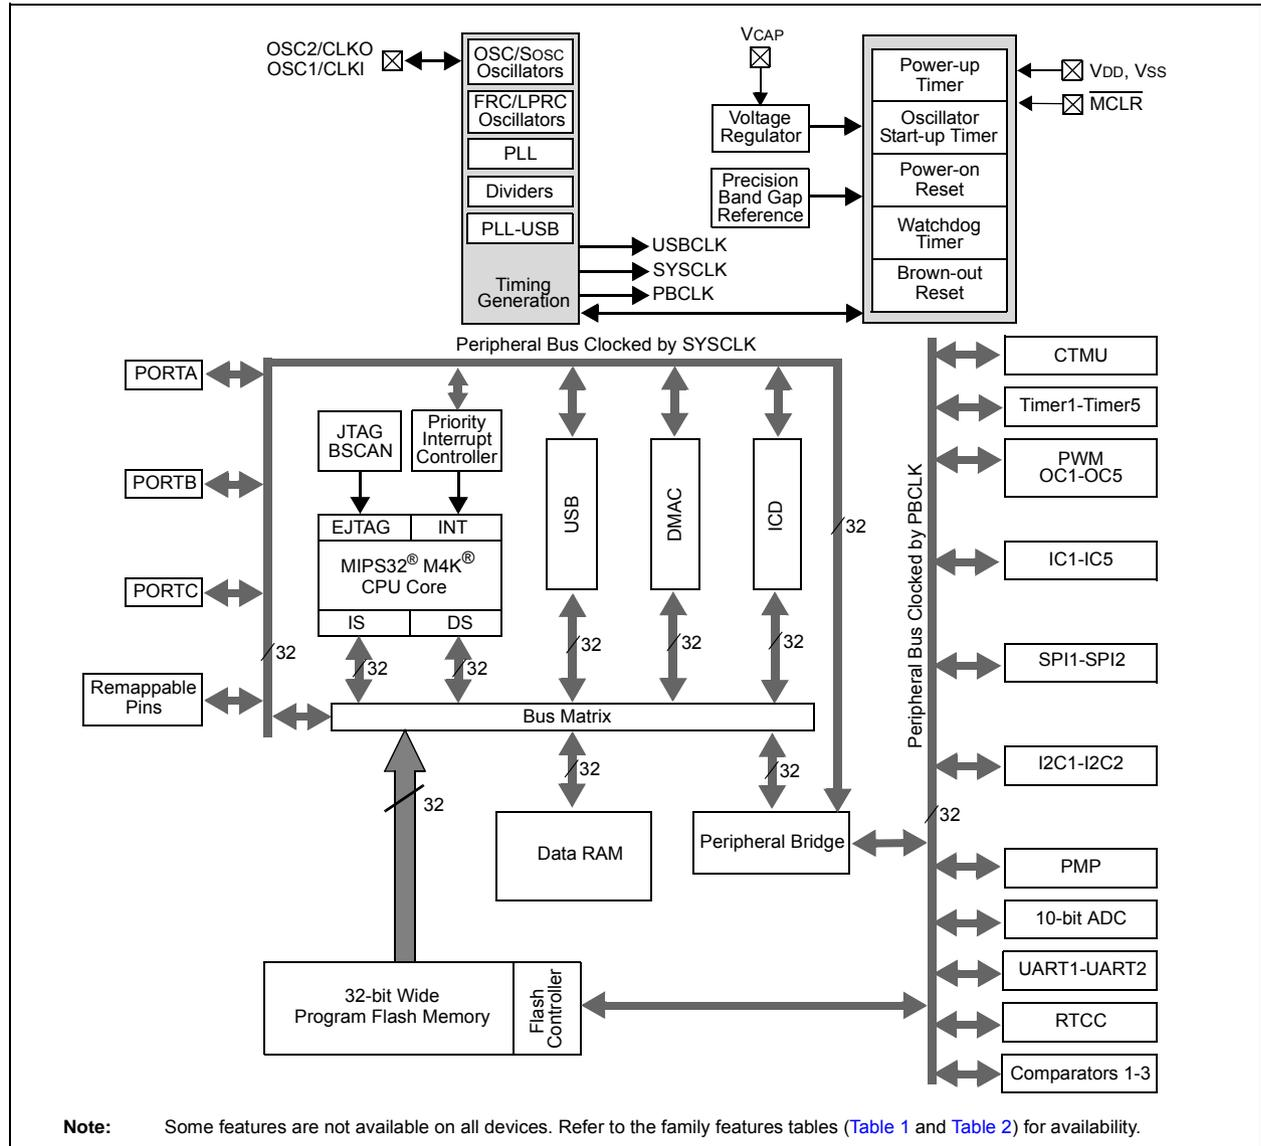 OSC2/CLKO
OSC1/CLKI
OSC/SOSC
Oscillators
FRC/LPRC
Oscillators
PLL
Dividers
PLL-USB
Timing
Generation
USBCLK
SYSCLK
PBCLK
VCAP
Voltage
Regulator
Precision
Band Gap
Reference
Power-up
Timer
Oscillator
Start-up Timer
Power-on
Reset
Watchdog
Timer
Brown-out
Reset
VDD, VSS
MCLR
Peripheral Bus Clocked by SYSCLK
PORTA
PORTB
PORTC
Remappable
Pins
32
JTAG
BSCAN
Priority
Interrupt
Controller
EJTAG
INT
MIPS32® M4K®
CPU Core
IS
DS
32
32
USB
32
DMAC
32
ICD
32
32
Bus Matrix
32
32
32
Data RAM
Peripheral Bridge
32-bit Wide
Program Flash Memory
Flash
Controller
Peripheral Bus Clocked by PBCLK
32
CTMU
Timer1-Timer5
PWM
OC1-OC5
IC1-IC5
SPI1-SPI2
I2C1-I2C2
PMP
10-bit ADC
UART1-UART2
RTCC
Comparators 1-3
Note: Some features are not available on all devices. Refer to the family features tables (Table 1 and Table 2) for availability.